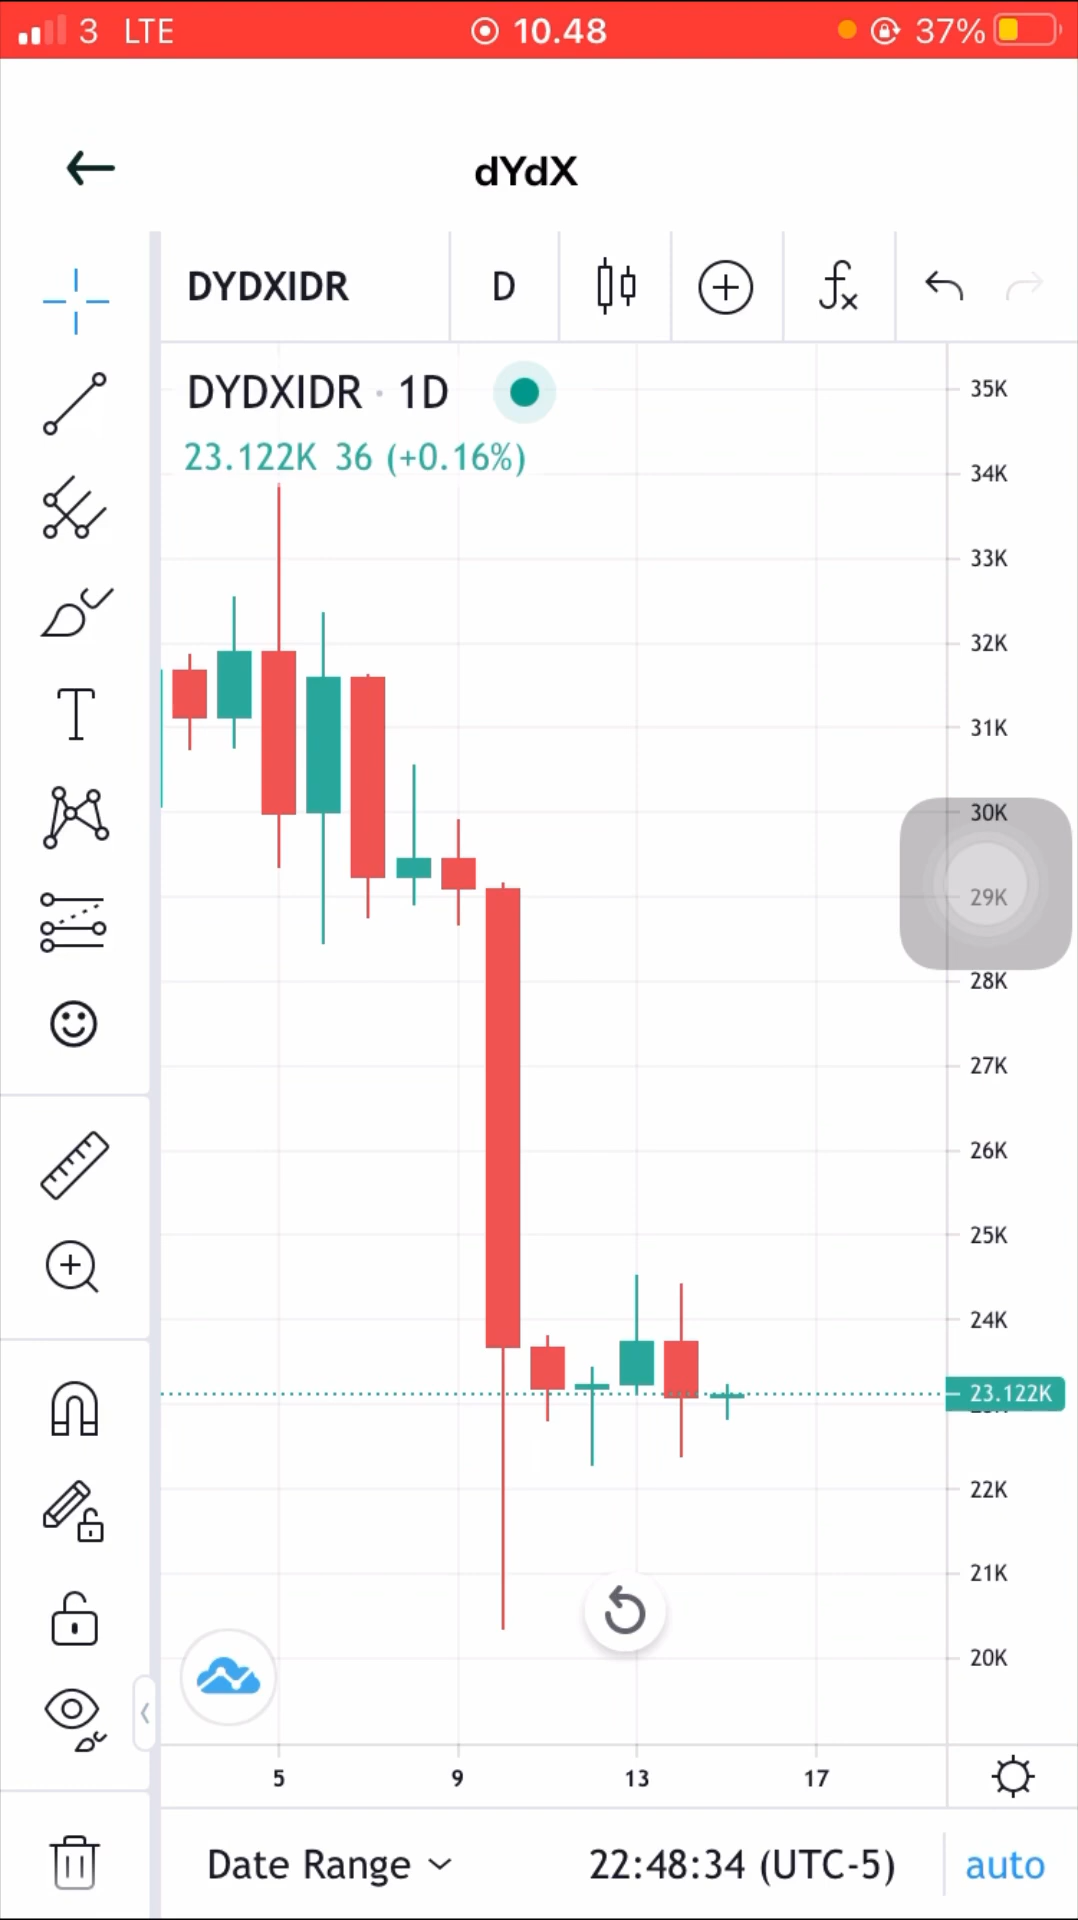 3 LTE 10.48 37%
dYdX
DYDXIDR D
DYDXIDR · 1D
23.122K 36 (+0.16%)
35K
34K
33K
32K
31K
30K
29K
28K
27K
26K
25K
24K
23.122K
22K
21K
20K
5 9 13 17
Date Range 22:48:34 (UTC-5) auto